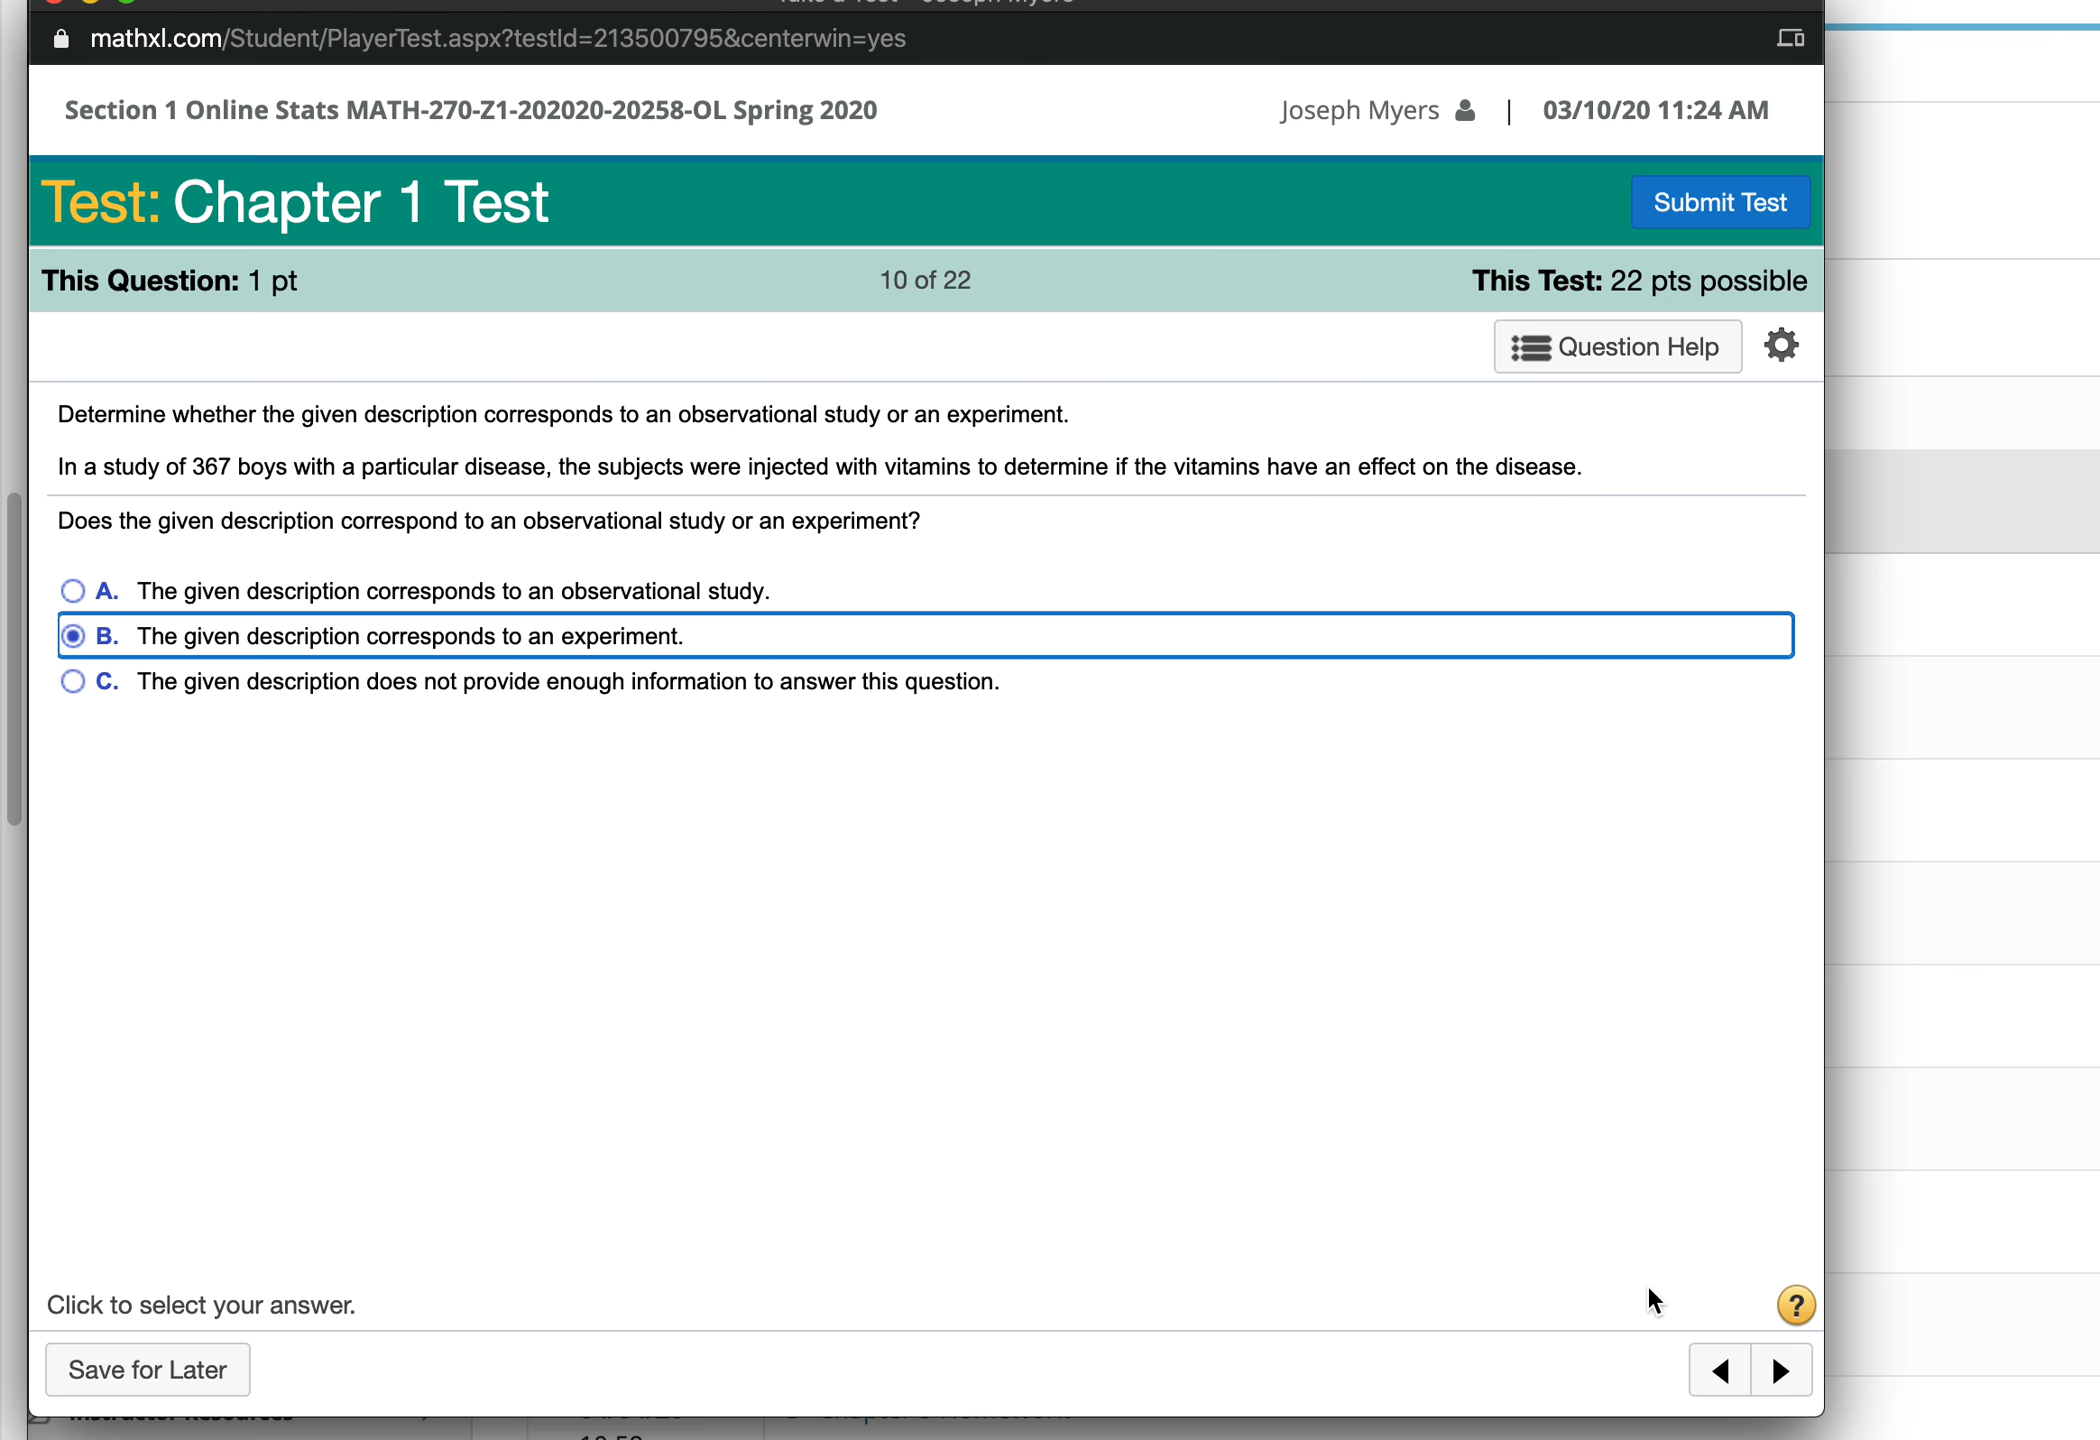 mathxl.com/Student/PlayerTest.aspx?testId=213500795&centerwin=yes
Section 1 Online Stats MATH-270-Z1-202020-20258-OL Spring 2020
Joseph Myers | 03/10/20 11:24 AM
Test: Chapter 1 Test
Submit Test
This Question: 1 pt
10 of 22
This Test: 22 pts possible
Question Help
Determine whether the given description corresponds to an observational study or an experiment.
In a study of 367 boys with a particular disease, the subjects were injected with vitamins to determine if the vitamins have an effect on the disease.
Does the given description correspond to an observational study or an experiment?
A. The given description corresponds to an observational study.
B. The given description corresponds to an experiment.
C. The given description does not provide enough information to answer this question.
Click to select your answer.
?
Save for Later